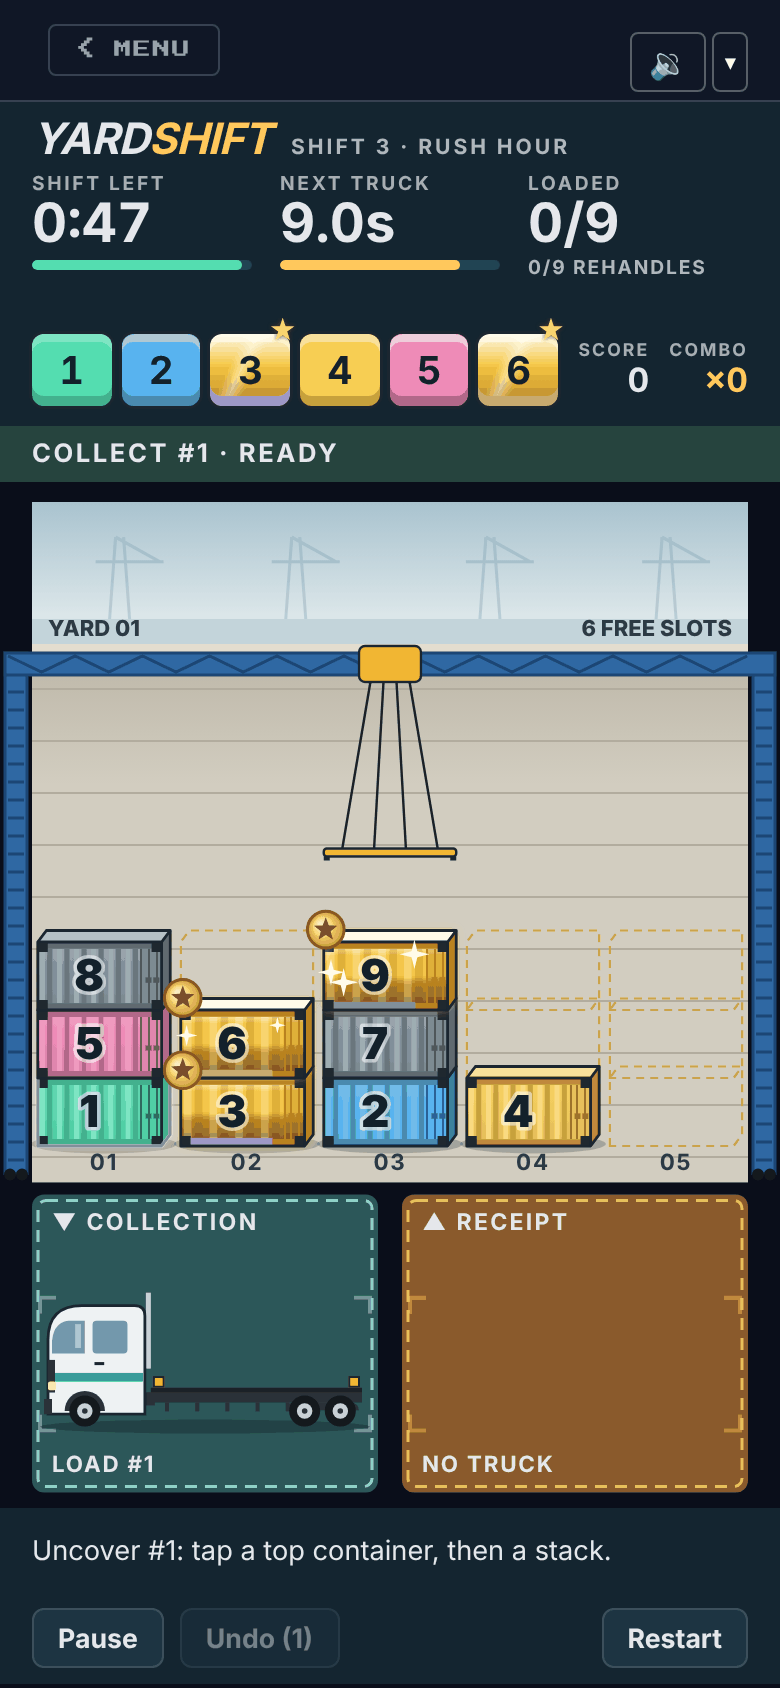 MENU
YARDSHIFT SHIFT 3 · RUSH HOUR
SHIFT LEFT NEXT TRUCK LOADED
0:47 9.0s 0/9
0/9 REHANDLES
1 2 3 4 5 6
SCORE COMBO
0 ×0
COLLECT #1 · READY
YARD 01 6 FREE SLOTS
8 9
5 6 7
1 3 2 4
01 02 03 04 05
▼ COLLECTION ▲ RECEIPT
LOAD #1 NO TRUCK
Uncover #1: tap a top container, then a stack.
Pause Undo (1) Restart